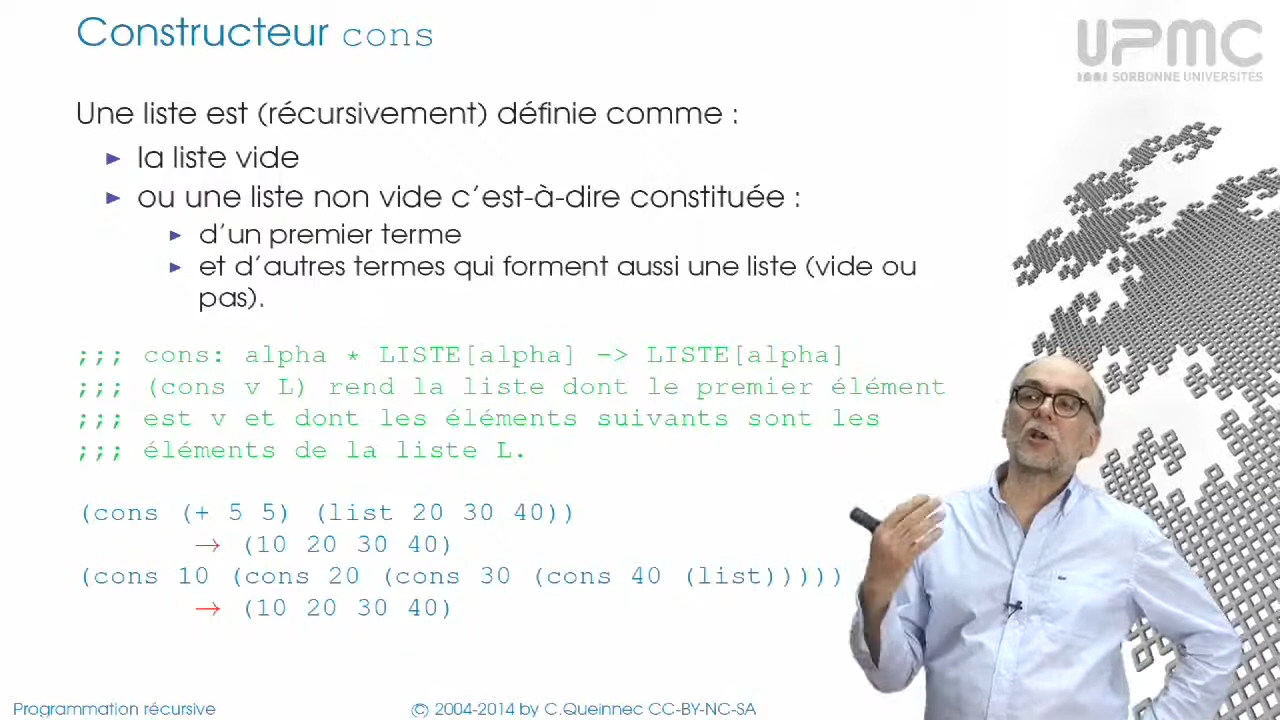 Constructeur cons
UPMC
SORBONNE UNIVERSITÉS
Une liste est (récursivement) définie comme :
la liste vide
ou une liste non vide c'est-à-dire constituée :
d'un premier terme
et d'autres termes qui forment aussi une liste (vide ou
pas).
;;; cons: alpha * LISTE[alpha] -> LISTE[alpha]
;;; (cons v L) rend la liste dont le premier élément
;;; est v et dont les éléments suivants sont les
;;; éléments de la liste L.
(cons (+ 5 5) (list 20 30 40))
→ (10 20 30 40)
(cons 10 (cons 20 (cons 30 (cons 40 (list)))))
→ (10 20 30 40)
Programmation récursive
© 2004-2014 by C.Queinnec CC-BY-NC-SA